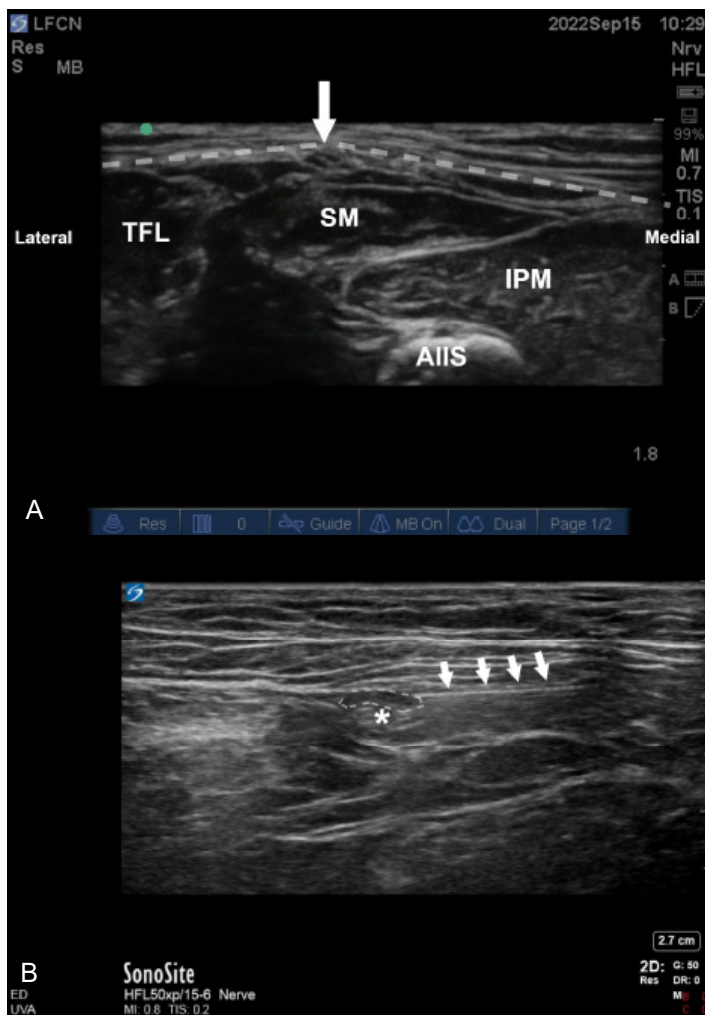 LFCN 2022Sep15 10:29
Res Nrv
S MB HFL
99%
MI
0.7
TIS
0.1
TFL SM
Lateral Medial
IPM
A
B
AIIS
1.8
A
Res 0 Guide MB On Dual Page 1/2
*
2.7 cm
B
SonoSite 2D: G: 50
Res DR: 0
ED HFL50xp/15-6 Nerve M B
UVA MI: 0.8 TIS: 0.2 C